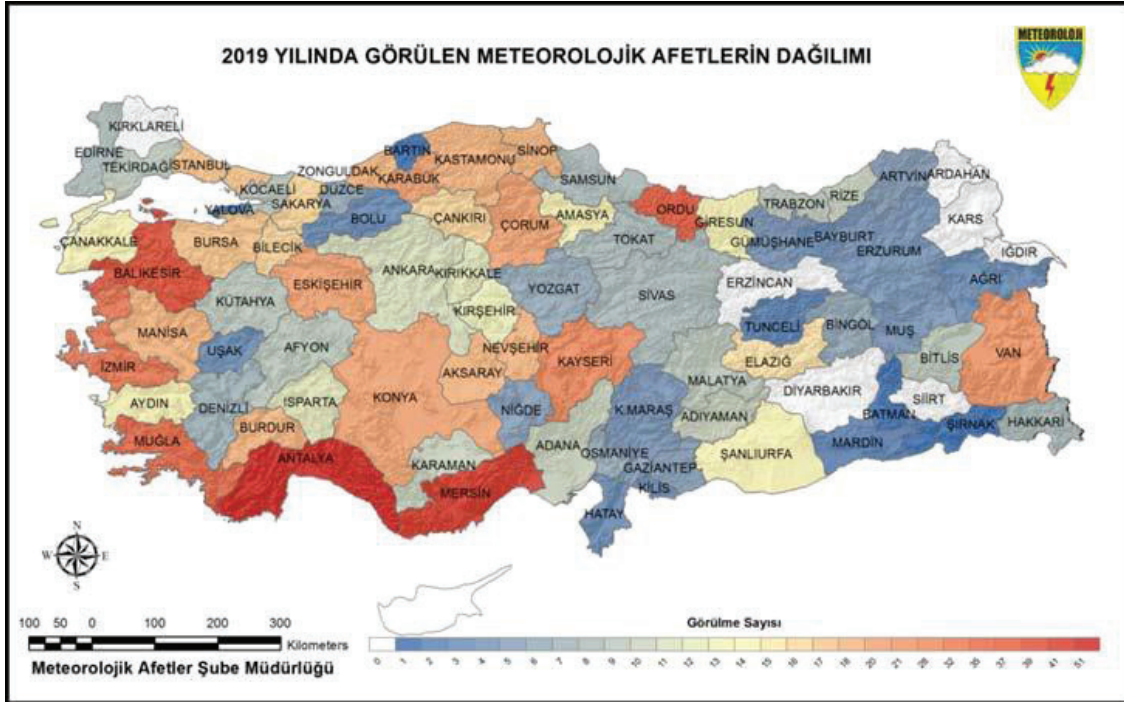 2019 YILINDA GÖRÜLEN METEOROLOJİK AFETLERİN DAĞILIMI
METEOROLOJI
KIRKLARELİ
EDİRNE
TEKİRDAĞ
İSTANBUL
KOCAELİ
YALOVA
SAKARYA
DÜZCE
ZONGULDAK
BARTIN
KARABÜK
KASTAMONU
SİNOP
SAMSUN
ORDU
GİRESUN
TRABZON
RİZE
ARTVİN
ARDAHAN
KARS
IĞDIR
ÇANAKKALE
BURSA
BİLECİK
BOLU
ÇANKIRI
ÇORUM
AMASYA
TOKAT
GÜMÜŞHANE
BAYBURT
ERZURUM
AĞRI
BALIKESİR
KÜTAHYA
ESKİŞEHİR
ANKARA
KIRIKKALE
YOZGAT
SİVAS
ERZİNCAN
TUNCELİ
BİNGÖL
MUŞ
BİTLİS
VAN
MANİSA
UŞAK
AFYON
KIRŞEHİR
NEVŞEHİR
KAYSERİ
MALATYA
ELAZIĞ
DİYARBAKIR
SİİRT
İZMİR
AYDIN
DENİZLİ
ISPARTA
BURDUR
KONYA
AKSARAY
NİĞDE
K.MARAŞ
ADIYAMAN
BATMAN
ŞIRNAK
HAKKARİ
MUĞLA
ANTALYA
KARAMAN
MERSİN
ADANA
OSMANİYE
GAZİANTEP
KİLİS
HATAY
ŞANLIURFA
MARDİN
N
W E
S
100 50 0 100 200 300
Kilometers
Meteorolojik Afetler Şube Müdürlüğü
Görülme Sayısı
0 1 2 3 4 5 6 7 8 9 10 11 12 13 14 15 16 17 18 20 21 28 32 35 37 39 41 51